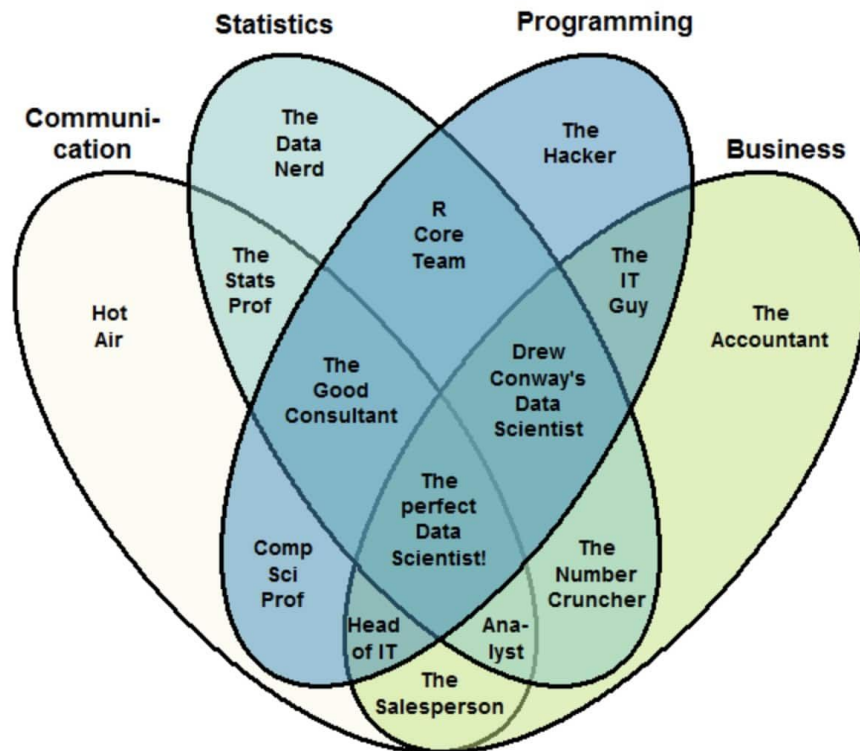 Statistics
Programming
Communi-
cation
Business
The
Data
Nerd
The
Hacker
R
Core
Team
The
Stats
Prof
The
IT
Guy
Hot
Air
The
Accountant
The
Good
Consultant
Drew
Conway's
Data
Scientist
The
perfect
Data
Scientist!
Comp
Sci
Prof
The
Number
Cruncher
Head
of IT
Ana-
lyst
The
Salesperson